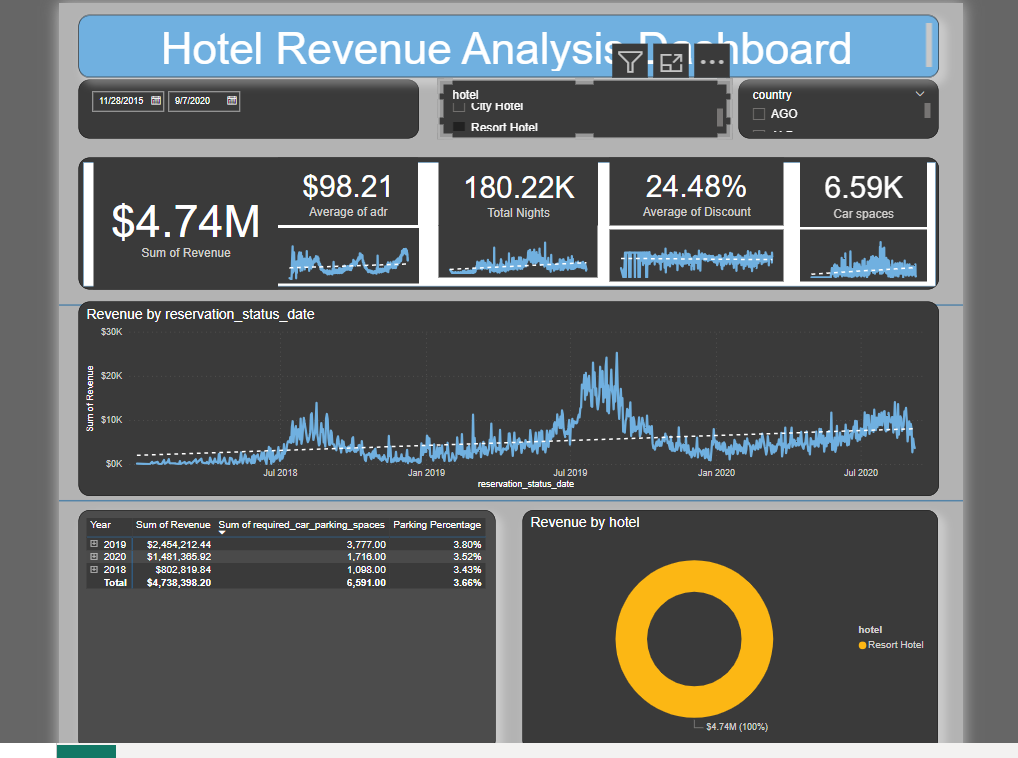 Hotel Revenue Analysis Dashboard
11/28/2015 9/7/2020
hotel
City Hotel
Resort Hotel
country
AGO
$4.74M
Sum of Revenue
$98.21
Average of adr
180.22K
Total Nights
24.48%
Average of Discount
6.59K
Car spaces
Revenue by reservation_status_date
Sum of Revenue
$30K
$20K
$10K
$0K
Jul 2018 Jan 2019 Jul 2019 Jan 2020 Jul 2020
reservation_status_date
Year Sum of Revenue Sum of required_car_parking_spaces Parking Percentage
2019 $2,454,212.44 3,777.00 3.80%
2020 $1,481,365.92 1,716.00 3.52%
2018 $802,819.84 1,098.00 3.43%
Total $4,738,398.20 6,591.00 3.66%
Revenue by hotel
hotel
Resort Hotel
$4.74M (100%)